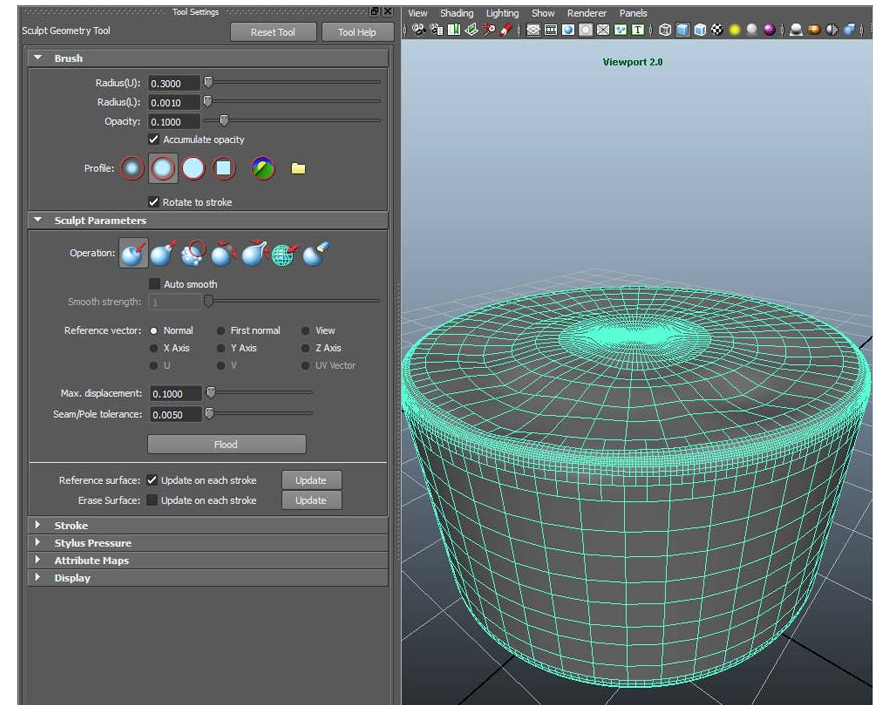 Tool Settings
View Shading Lighting Show Renderer Panels
Sculpt Geometry Tool Reset Tool Tool Help
Brush
Viewport 2.0
Radius(U): 0.3000
Radius(L): 0.0010
Opacity: 0.1000
Accumulate opacity
Profile:
Rotate to stroke
Sculpt Parameters
Operation:
Auto smooth
Smooth strength: 1
Reference vector: Normal First normal View
X Axis Y Axis Z Axis
U V UV Vector
Max. displacement: 0.1000
Seam/Pole tolerance: 0.0050
Flood
Reference surface: Update on each stroke Update
Erase Surface: Update on each stroke Update
Stroke
Stylus Pressure
Attribute Maps
Display